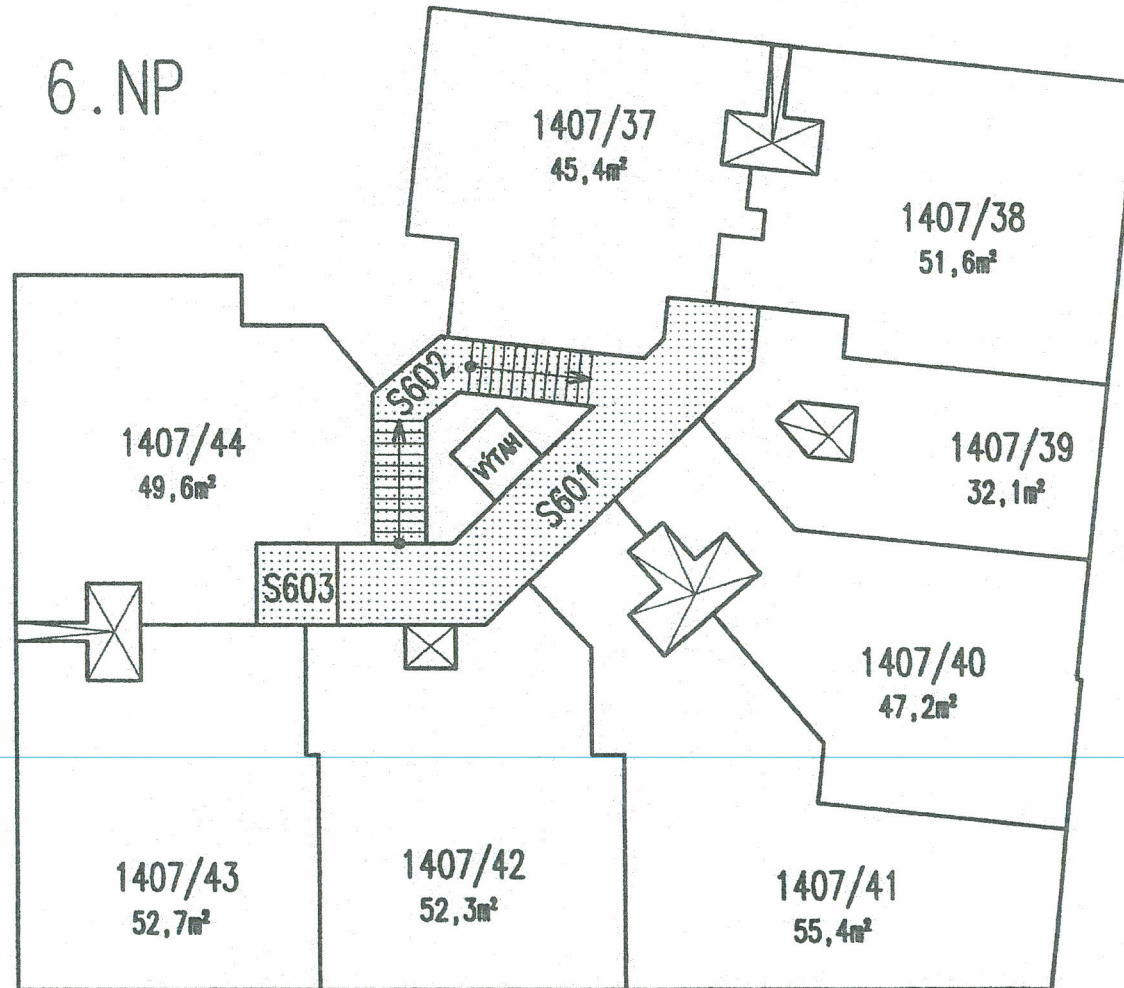 6.NP
1407/37
45,4m²
1407/38
51,6m²
S602
1407/44
49,6m²
VÝTAH
S601
1407/39
32,1m²
S603
1407/40
47,2m²
1407/43
52,7m²
1407/42
52,3m²
1407/41
55,4m²